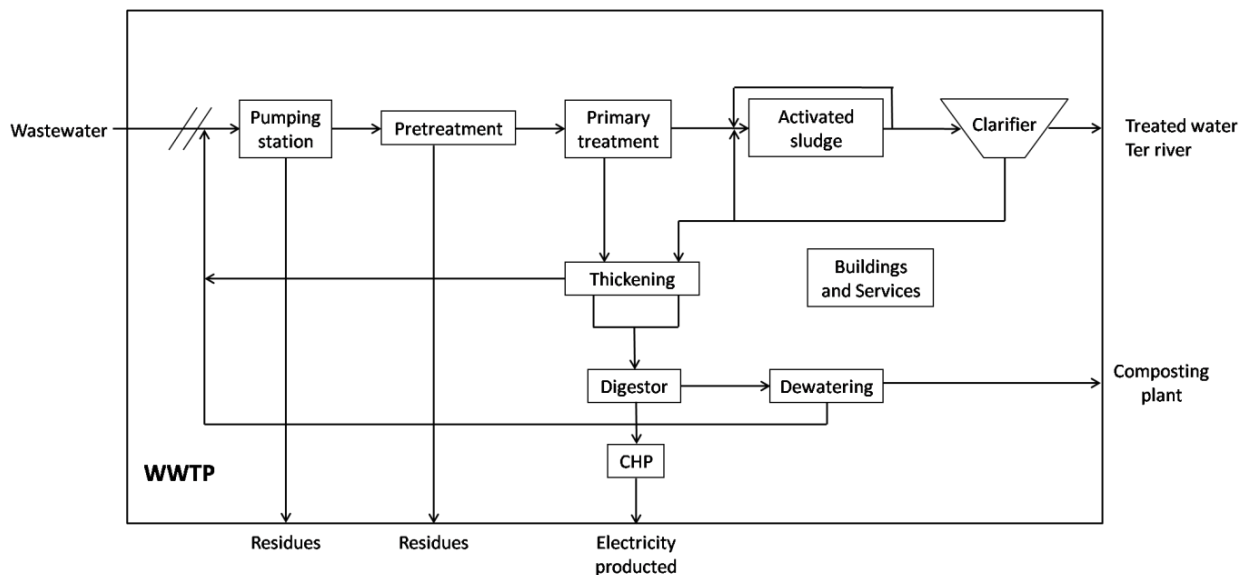 Wastewater
Pumping
station
Pretreatment
Primary
treatment
Activated
sludge
Clarifier
Treated water
Ter river
Thickening
Buildings
and Services
Digestor
Dewatering
Composting
plant
CHP
WWTP
Residues
Residues
Electricity
producted